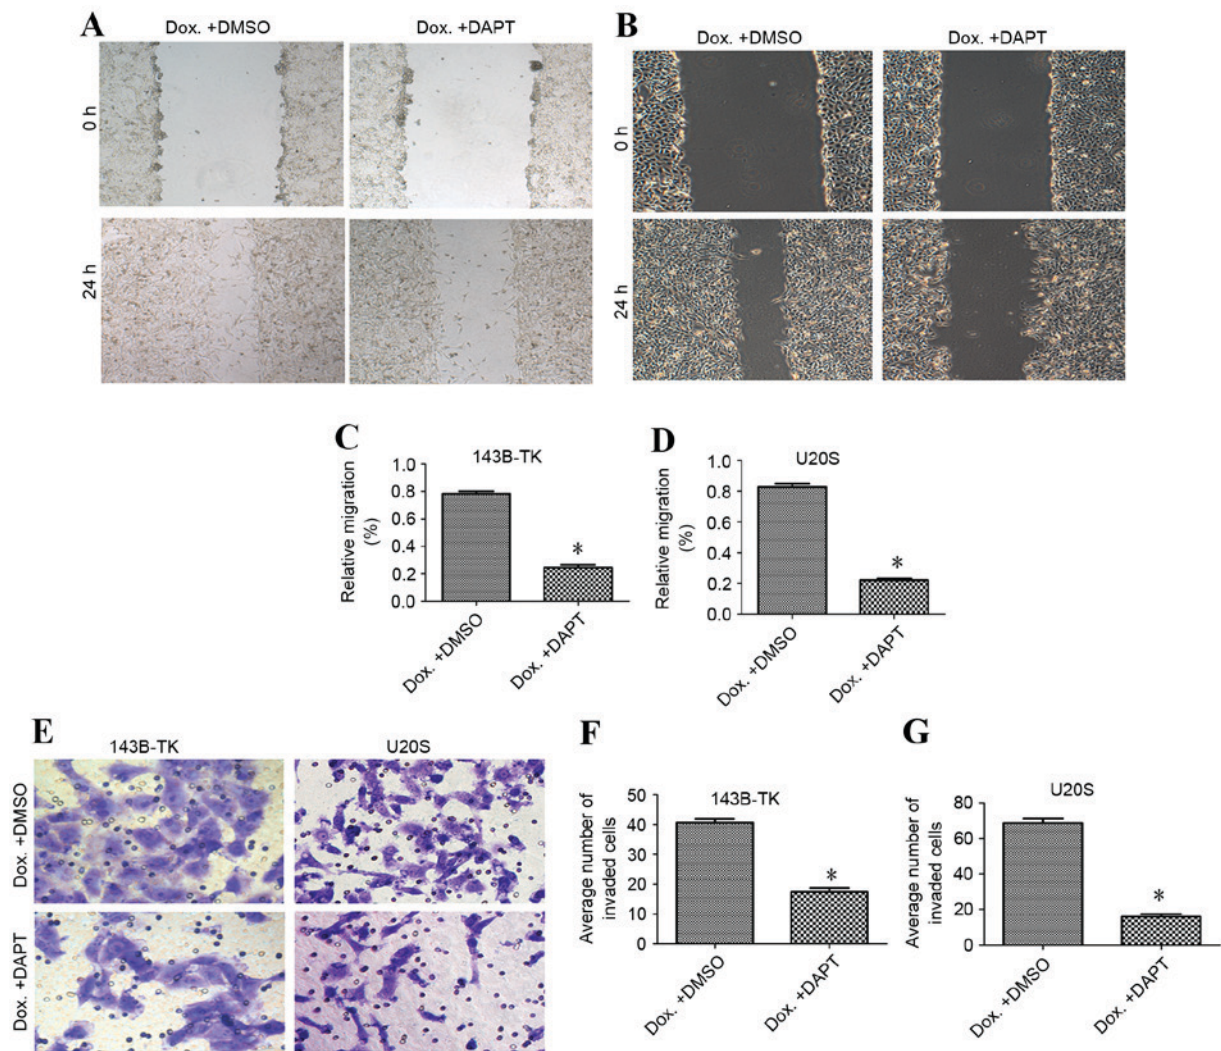 A
Dox. +DMSO
Dox. +DAPT
0 h
24 h
B
Dox. +DMSO
Dox. +DAPT
0 h
24 h
C
143B-TK
Relative migration
(%)
1.0
0.8
0.6
0.4
0.2
0.0
*
Dox. +DMSO
Dox. +DAPT
D
U20S
Relative migration
(%)
1.0
0.8
0.6
0.4
0.2
0.0
*
Dox. +DMSO
Dox. +DAPT
E
143B-TK
U20S
Dox. +DMSO
Dox. +DAPT
F
143B-TK
Average number of
invaded cells
50
40
30
20
10
0
*
Dox. +DMSO
Dox. +DAPT
G
U20S
Average number of
invaded cells
80
60
40
20
0
*
Dox. +DMSO
Dox. +DAPT